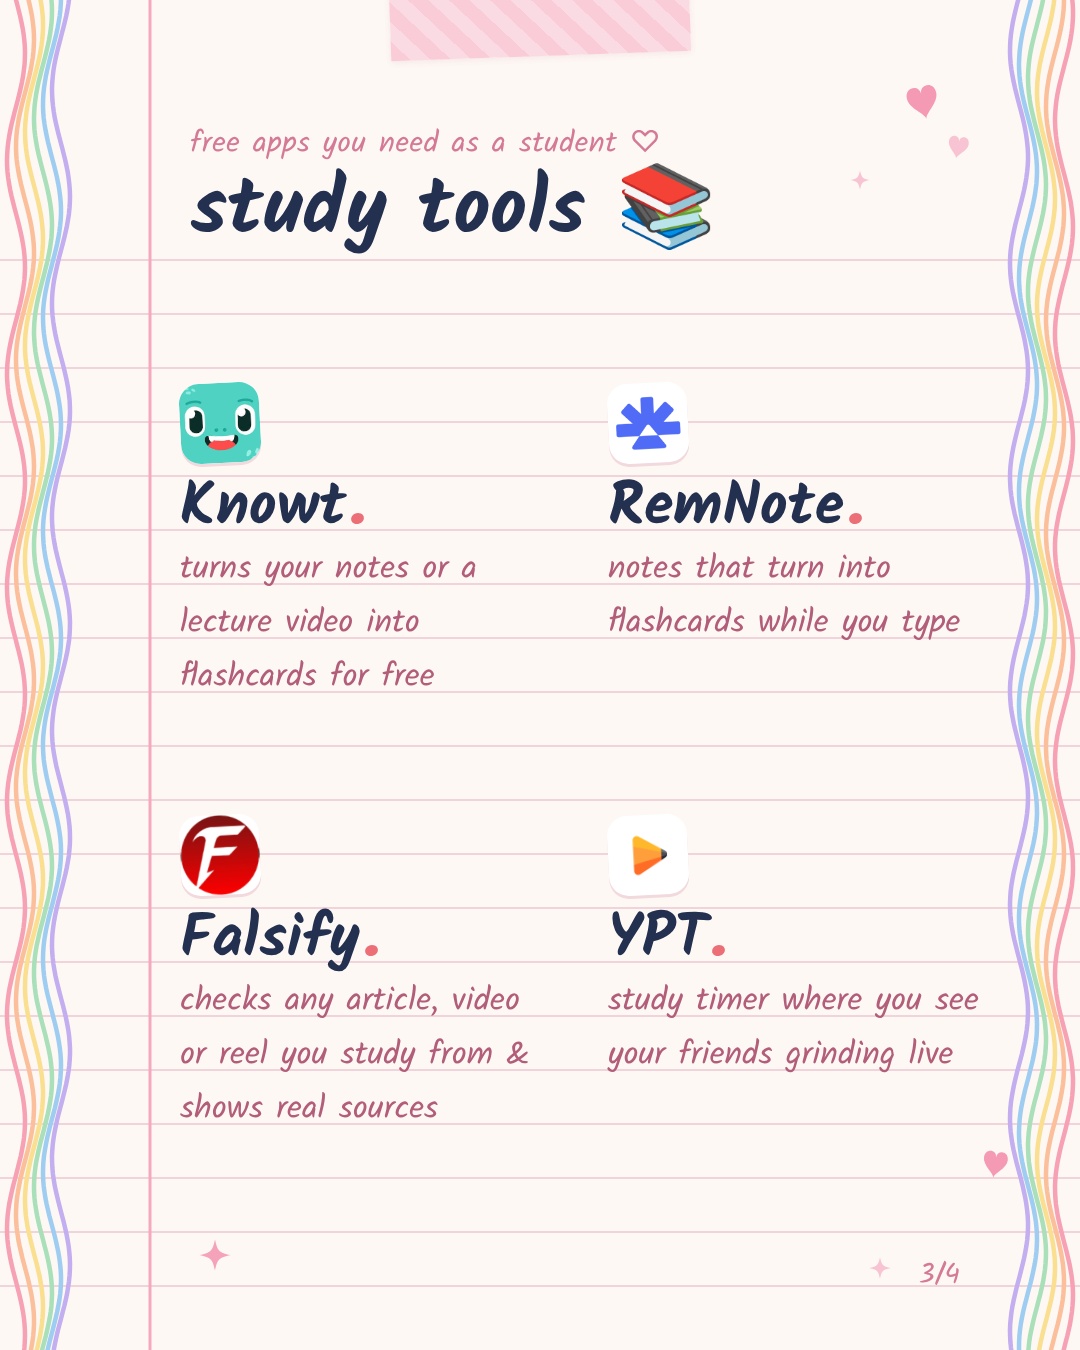 free apps you need as a student ♡
study tools 📚
Knowt.
turns your notes or a
lecture video into
flashcards for free
RemNote.
notes that turn into
flashcards while you type
F
Falsify.
checks any article, video
or reel you study from &
shows real sources
YPT.
study timer where you see
your friends grinding live
3/4